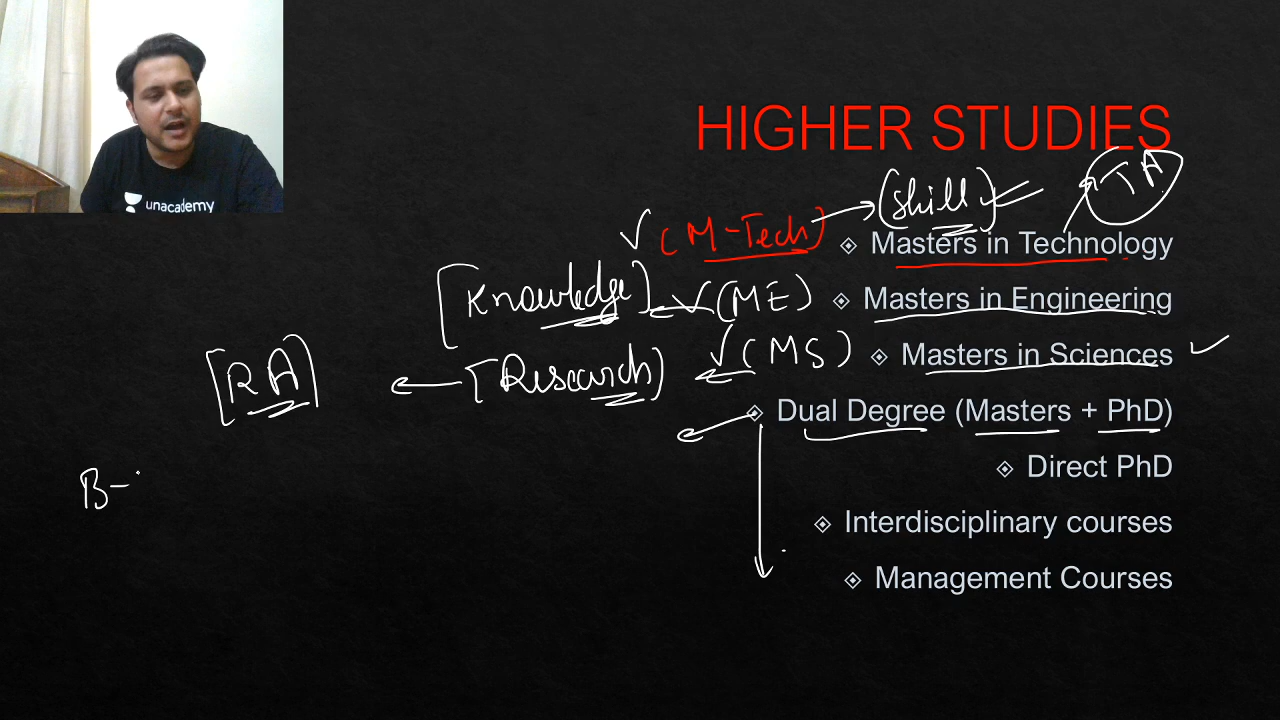 unacademy
HIGHER STUDIES
(Skill) TA
(M-Tech) Masters in Technology
[Knowledge] (ME) Masters in Engineering
[RA] [Research) (MS) Masters in Sciences
Dual Degree (Masters + PhD)
Direct PhD
B-
Interdisciplinary courses
Management Courses